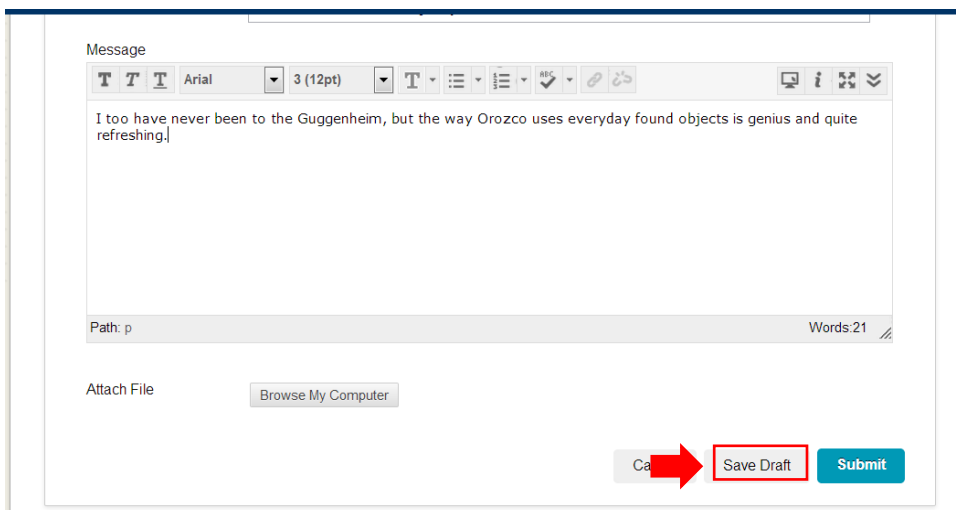 Message
T T T Arial 3 (12pt) T ABC
I too have never been to the Guggenheim, but the way Orozco uses everyday found objects is genius and quite
refreshing.
Path: p Words:21
Attach File Browse My Computer
Save Draft Submit